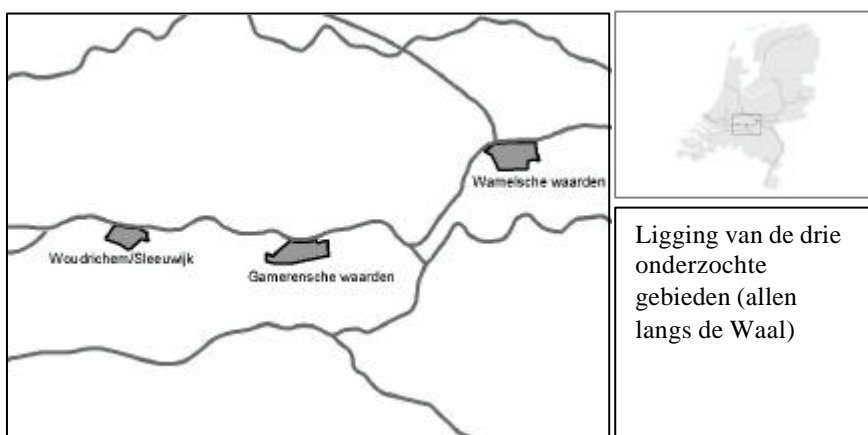 Wamelsche waarden
Woudrichem/Sleeuwijk
Gamerensche waarden
Ligging van de drie
onderzochte
gebieden (allen
langs de Waal)